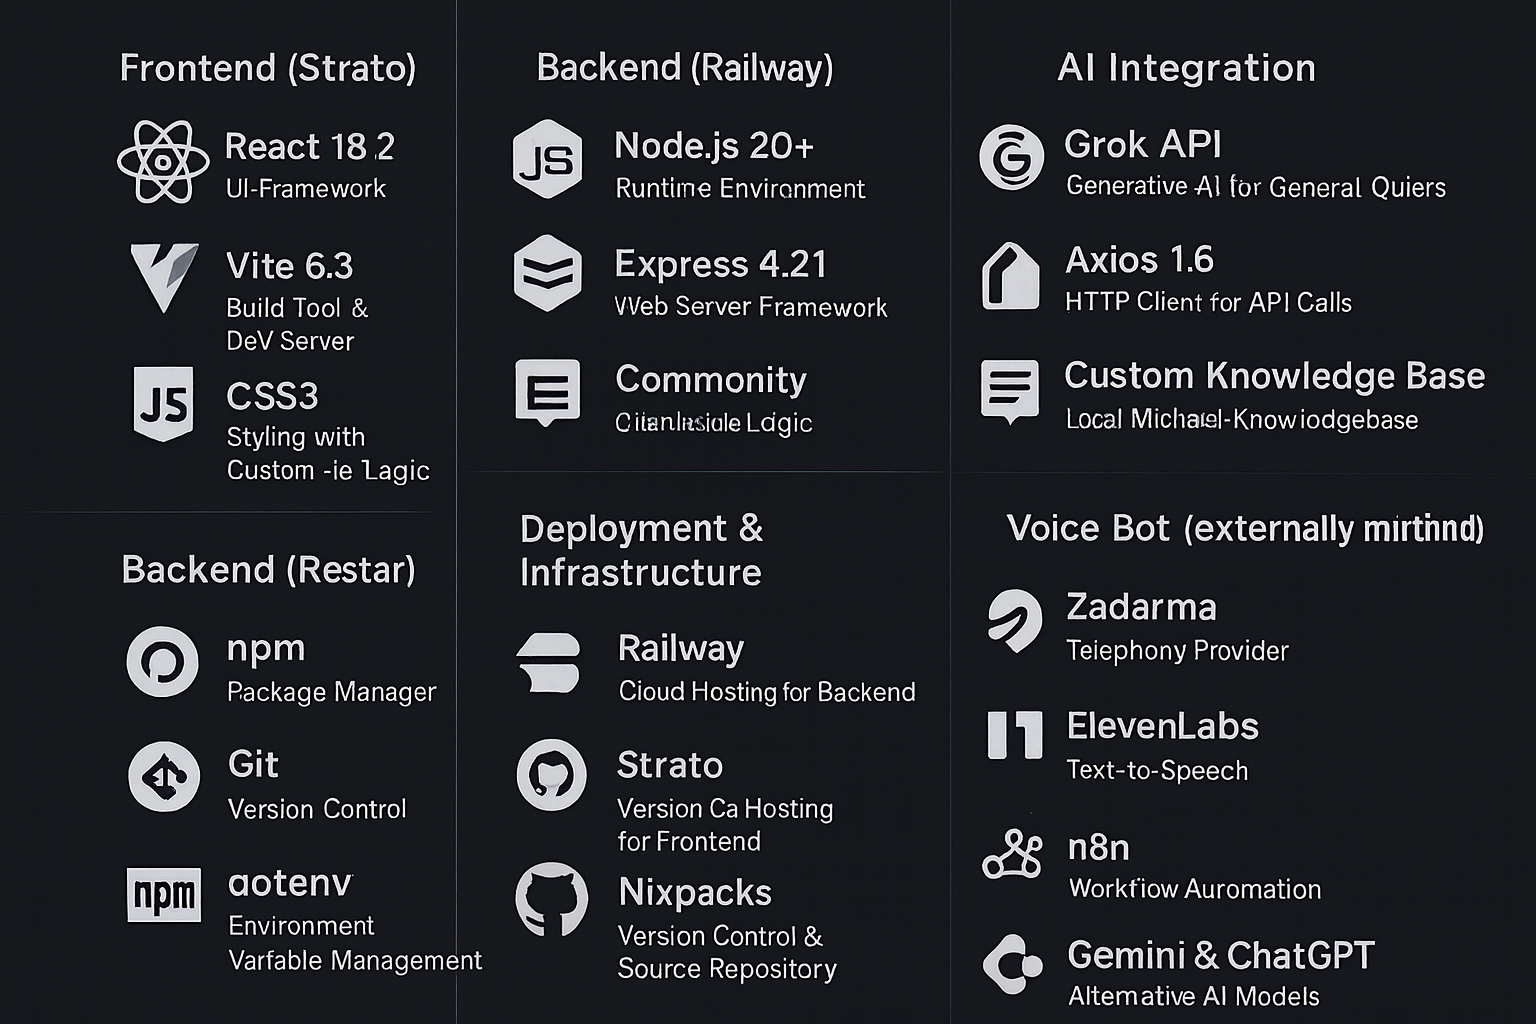 Frontend (Strato)
React 18.2
UI-Framework
Vite 6.3
Build Tool &
DeV Server
JS
CSS3
Styling with
Custom -ie Lagic
Backend (Restar)
npm
Package Manager
Git
Version Control
npm
aotenv
Environment
Varfable Management
Backend (Railway)
JS
Node.js 20+
Runtime Environment
Express 4.21
Web Server Framework
E
Commonity
Logic
Deployment &
Infrastructure
Railway
Cioud Hosting for Backend
Strato
Version Ca Hosting
for Frontend
Nixpacks
Version Control &
Source Repository
AI Integration
G
Grok API
Generative AI for General Quiers
Axios 1.6
HTTP Client for API Calls
Custom Knowledge Base
Local Michael-Knowiodgebase
Voice Bot (externally
Zadarma
Teiephony Provider
11
ElevenLabs
Text-to-Speech
n8n
Workfiow Auromation
Gemini & ChatGPT
Altemative AI Models